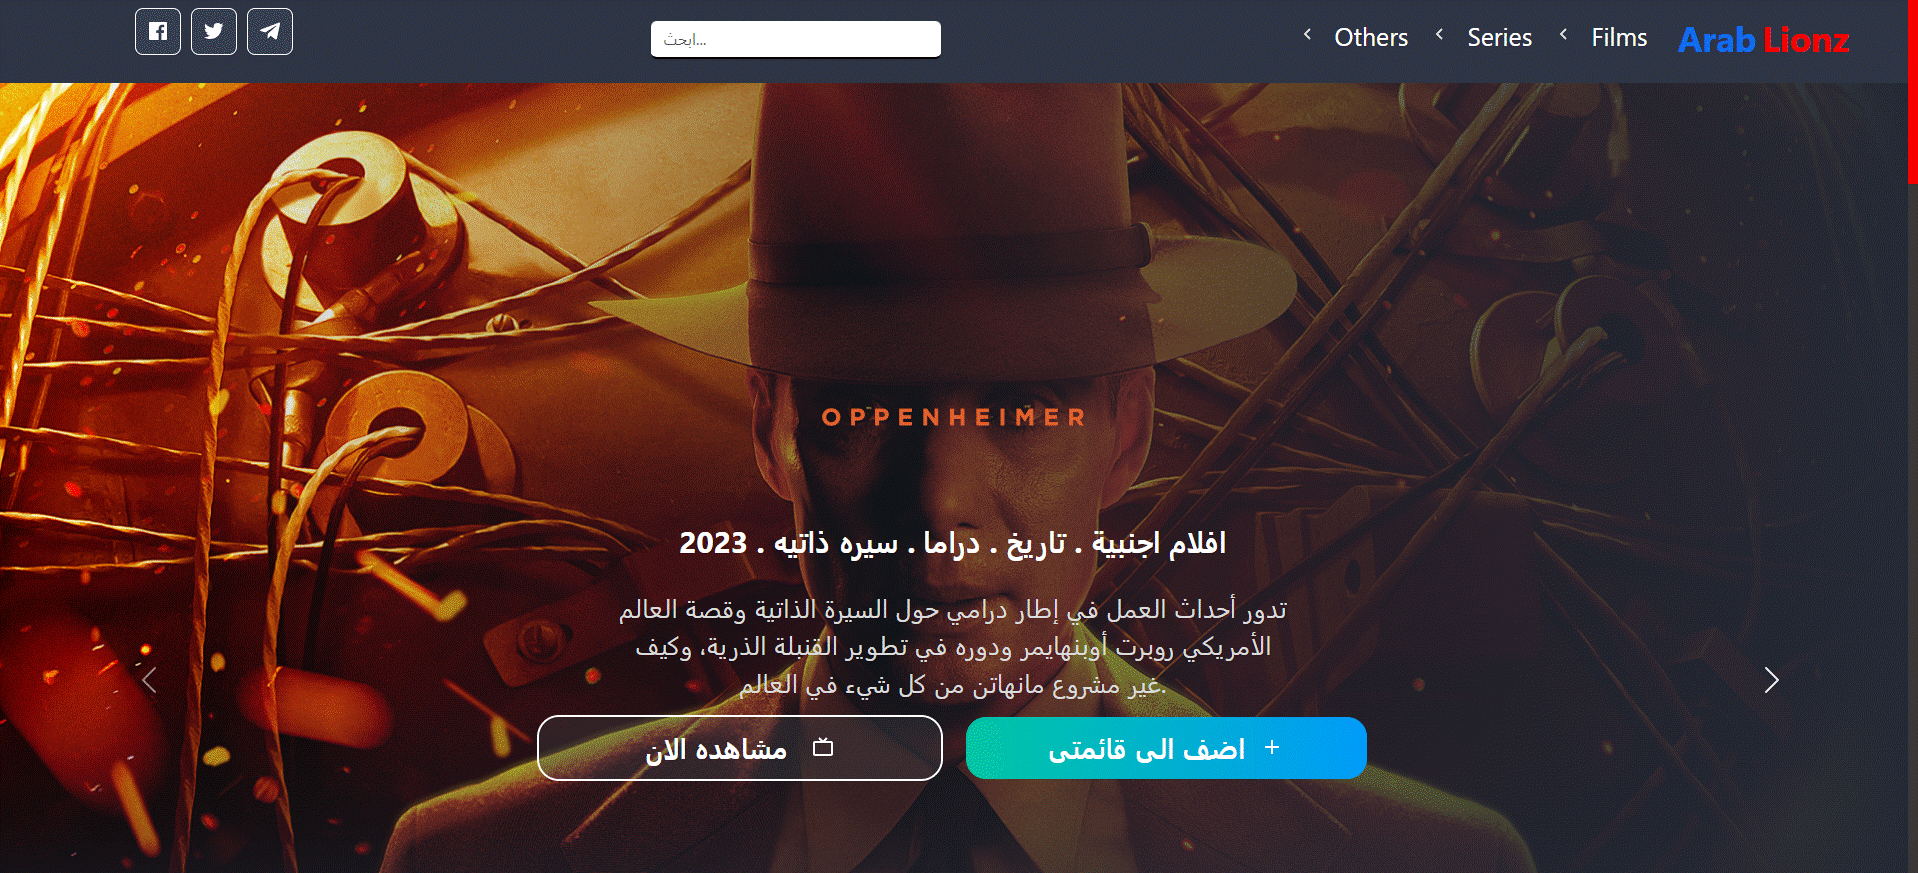 Arab Lionz
Films
Series
Others
ابحث...
OPPENHEIMER
افلام اجنبية . تاريخ . دراما . سيره ذاتيه . 2023
تدور أحداث العمل في إطار درامي حول السيرة الذاتية وقصة العالم
الأمريكي روبرت أوبنهايمر ودوره في تطوير القنبلة الذرية، وكيف
غير مشروع مانهاتن من كل شيء في العالم.
اضف الى قائمتى
مشاهده الان